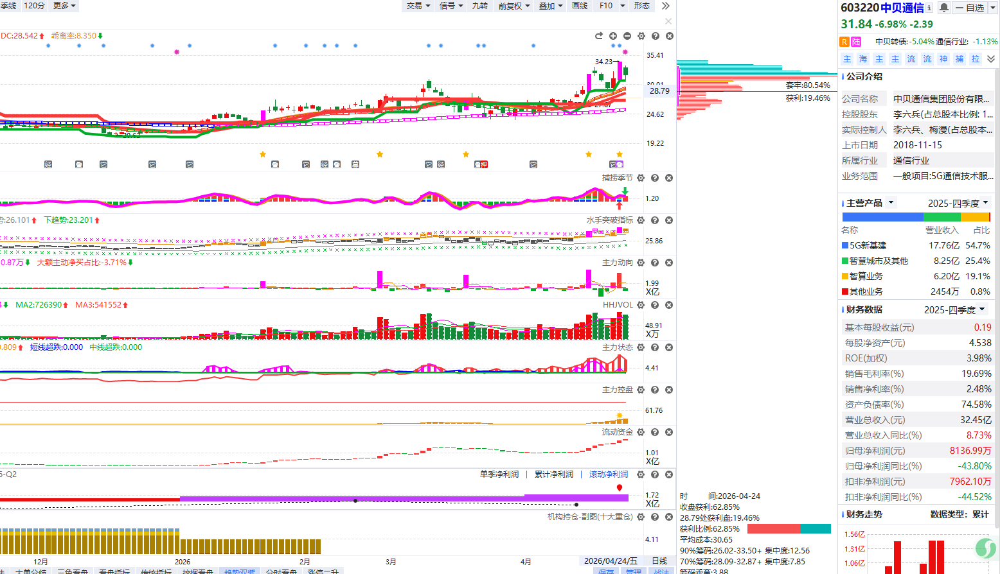 季线 120分 更多
交易 信号 九转 前复权 叠加 画线 F10 形态
DC:28.542 乖离率:8.350
35.41
34.23
30.01
28.79
24.62
19.22
20.62
经 叠 它 它 它 叠 它 经 叠 募 它 经 押 它 它
捕捞季节
1.20
势:26.101 下趋势:23.201 水手突破指标
25.86
0.87万 大额主动净买占比:-3.71% 主力动向
1.99
X亿
MA2:726390 MA3:541552 HHJVOL
48.91
X万
0.809 短线超跌:0.000 中线超跌:0.000 主力状态
4.41
主力控盘
61.76
流动资金
1.01
X亿
5-Q2 单季净利润 | 累计净利润 | 滚动净利润
1.72
X亿
机构持仓-副图(十大重仓)
4.11
12月 2026 2月 3月 4月 2026/04/24/五 日线
大单分歧 三角看盘 看盘指标 传统指标 挖掘看盘 趋势双紫 分时看盘 涨停二升 保存 管理 战法
套牢:80.54%
获利:19.46%
时 间:2026-04-24
收盘获利:62.85%
28.79处获利盘:19.46%
获利比例:62.85%
平均成本:30.65
90%筹码:26.02-33.50+ 集中度:12.56
70%筹码:28.09-32.87+ 集中度:7.85
筹码乖离:3.88
603220中贝通信 一 自选
31.84 -6.98% -2.39
R 陆 中贝转债:-5.04% 通信行业: -1.13%
主 海 主 主 流 流 神 捕 拉
公司介绍
公司名称 中贝通信集团股份有限...
控股股东 李六兵(占总股本比例: 1...
实际控制人 李六兵、梅漫(占总股本...
上市日期 2018-11-15
所属行业 通信行业
业务范围 一般项目:5G通信技术服...
主营产品 2025-四季度
名称 营业收入 占比
5G新基建 17.76亿 54.7%
智慧城市及其他 8.25亿 25.4%
智算业务 6.20亿 19.1%
其他业务 2454万 0.8%
财务数据 2025-四季度
基本每股收益(元) 0.19
每股净资产(元) 4.538
ROE(加权) 3.98%
销售毛利率(%) 19.69%
销售净利率(%) 2.48%
资产负债率(%) 74.58%
营业总收入(元) 32.45亿
营业总收入同比(%) 8.73%
归母净利润(元) 8136.99万
归母净利润同比(%) -43.80%
扣非净利润(元) 7962.10万
扣非净利润同比(%) -44.52%
财务走势 数据类型: 累计
1.56亿
1.31亿
1.06亿